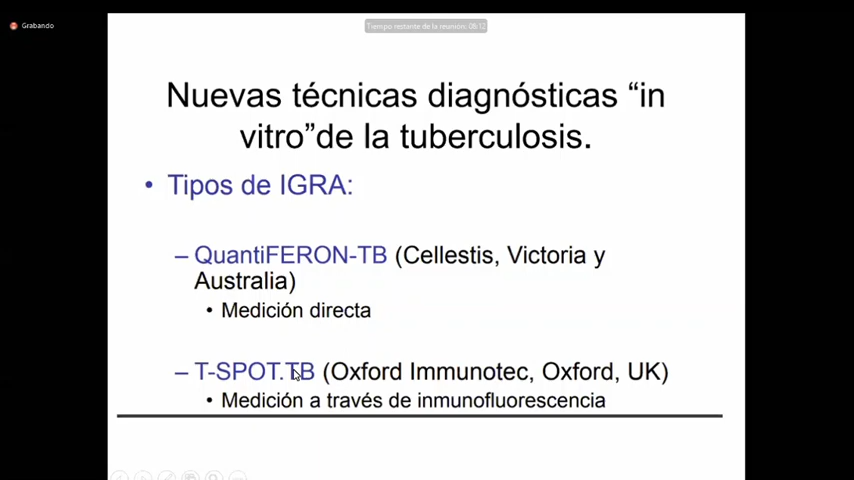 Grabando
Tiempo restante de la reunion: 06:12
Nuevas técnicas diagnósticas “in
vitro”de la tuberculosis.
• Tipos de IGRA:
– QuantiFERON-TB (Cellestis, Victoria y
Australia)
• Medición directa
– T-SPOT.TB (Oxford Immunotec, Oxford, UK)
• Medición a través de inmunofluorescencia